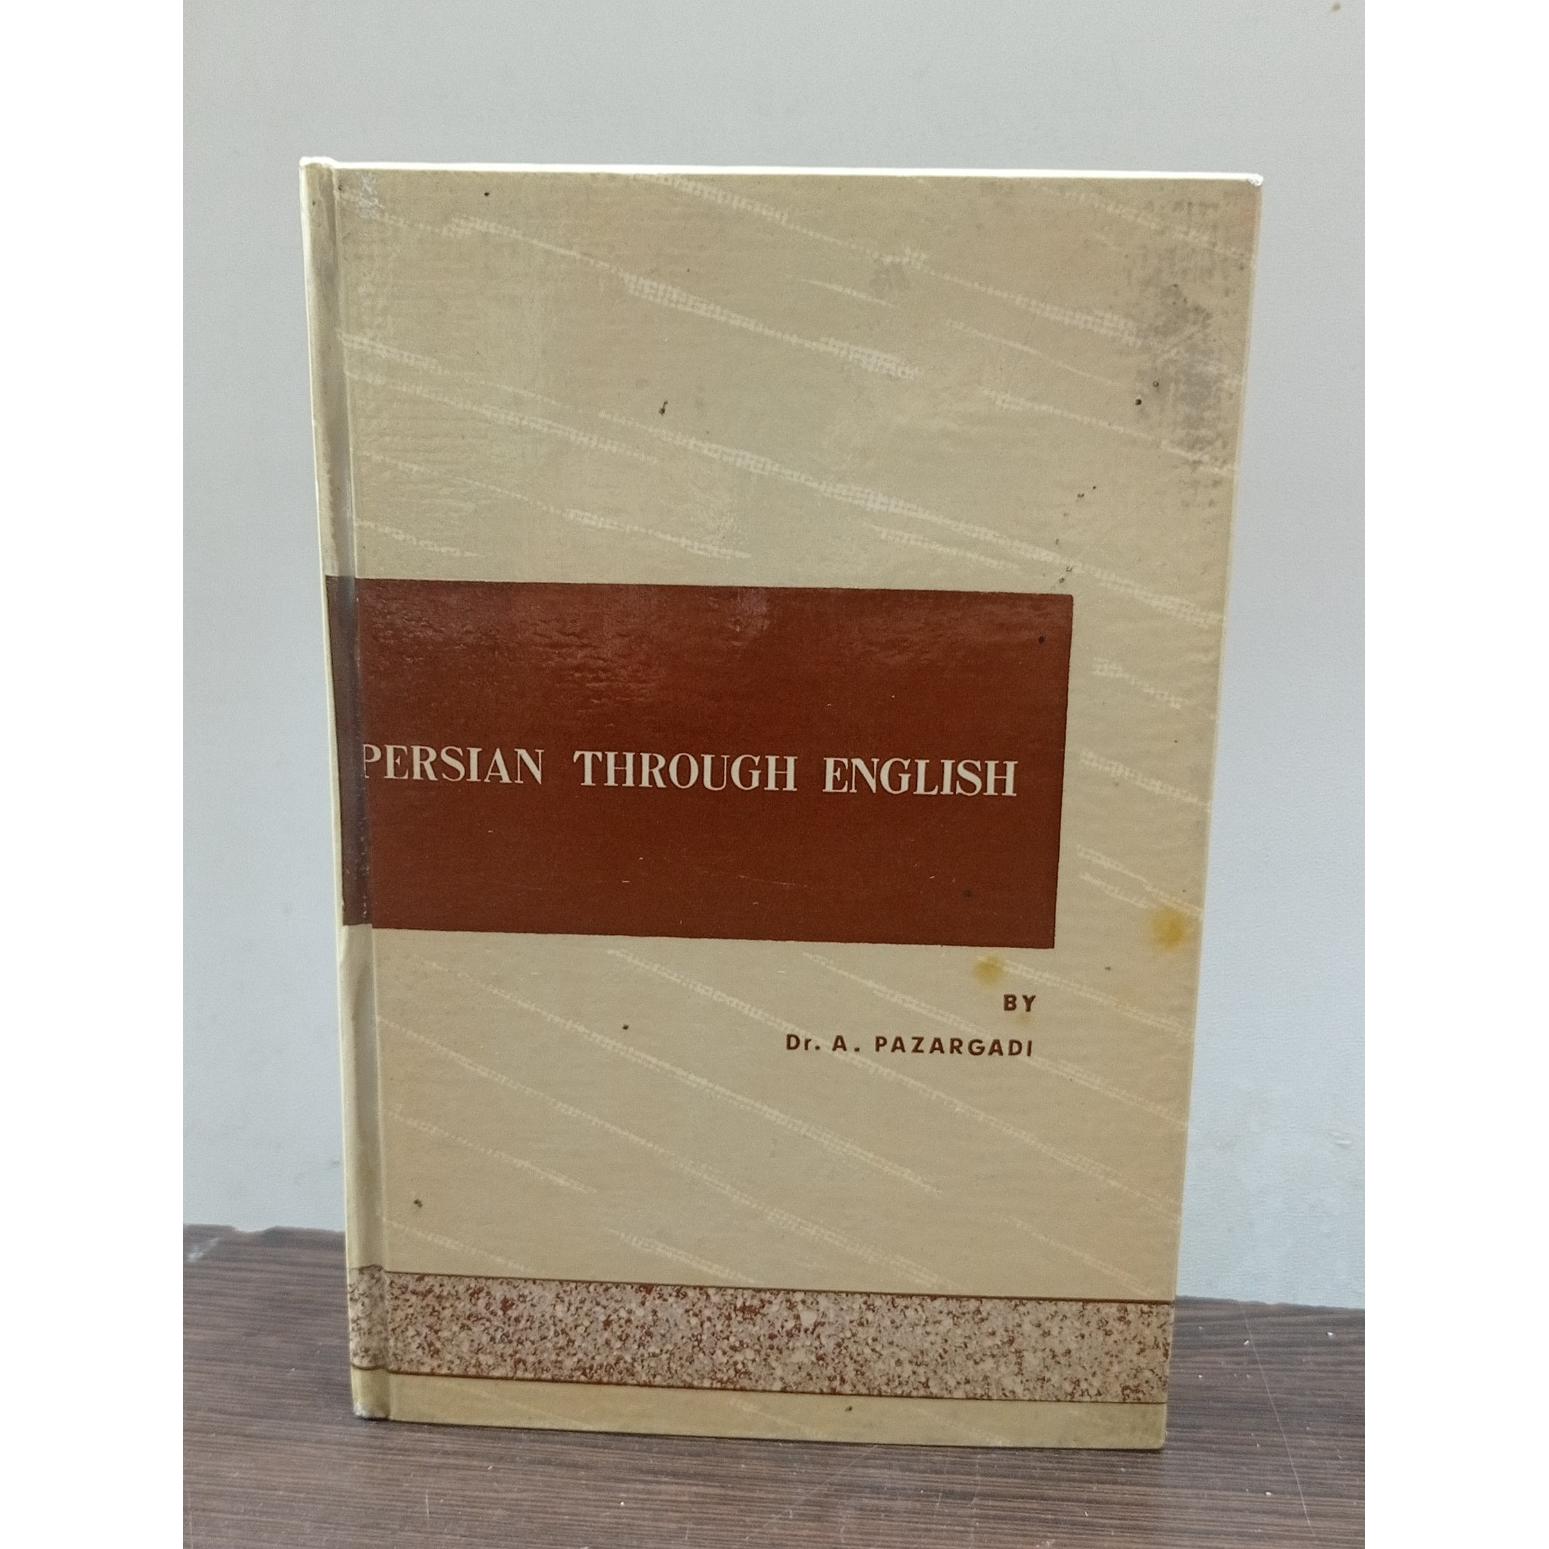 PERSIAN THROUGH ENGLISH
BY
Dr. A. PAZARGADI